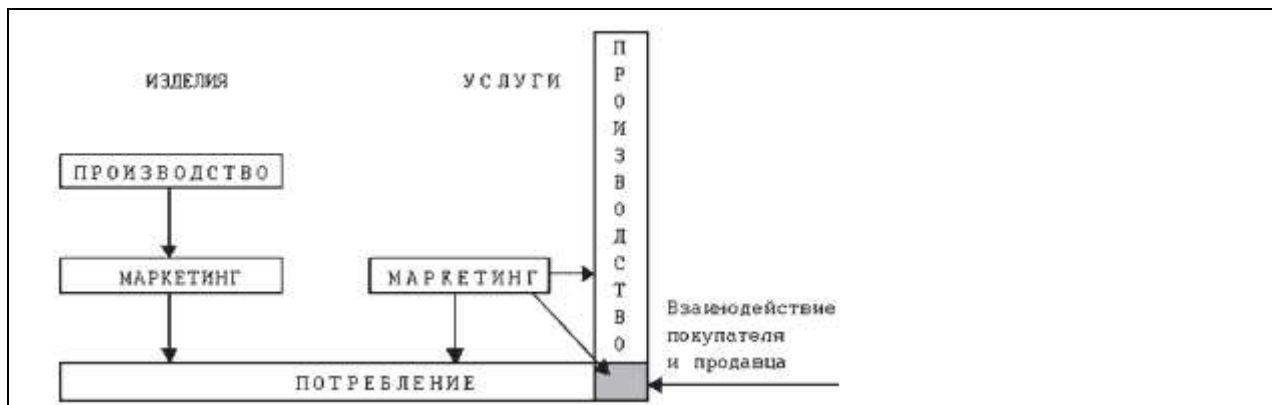 ИЗДЕЛИЯ
УСЛУГИ
ПРОИЗВОДСТВО
ПРОИЗВОДСТВО
МАРКЕТИНГ
МАРКЕТИНГ
Взаимодействие
покупателя
и продавца
ПОТРЕБЛЕНИЕ